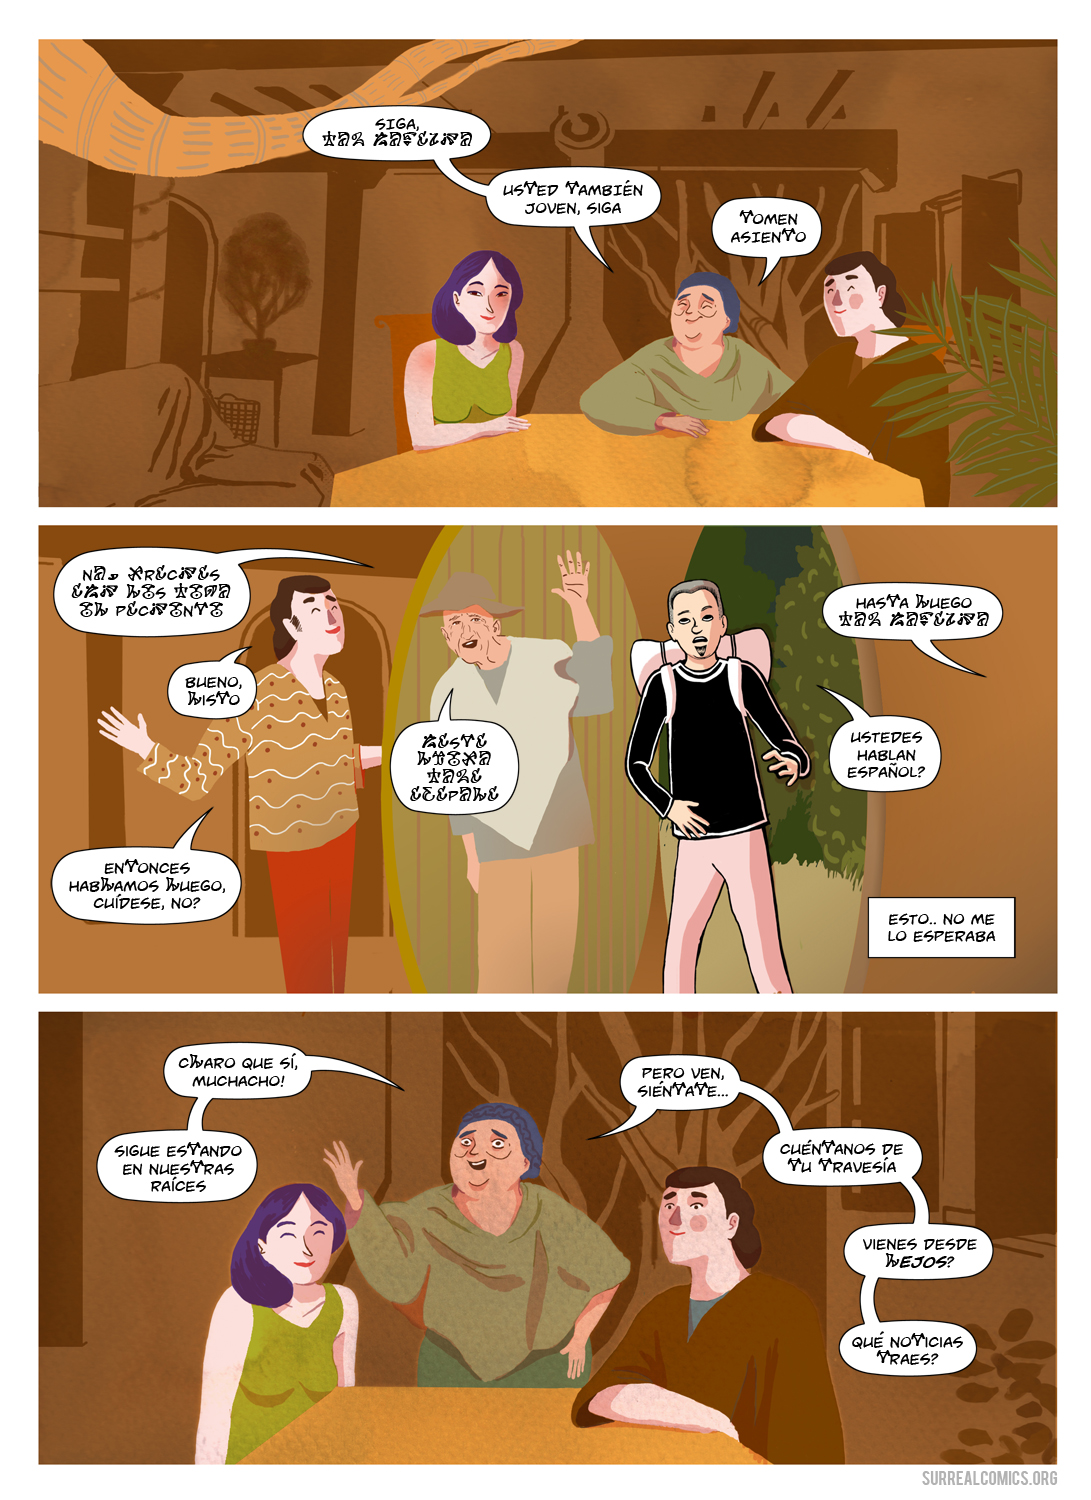 SIGA,
USTED TAMBIÉN
JOVEN, SIGA
TOMEN
ASIENTO
BUENO,
LISTO
ENTONCES
HABLAMOS LUEGO,
CUÍDESE, NO?
HASTA LUEGO
USTEDES
HABLAN
ESPAÑOL?
ESTO.. NO ME
LO ESPERABA
CLARO QUE SÍ,
MUCHACHO!
SIGUE ESTANDO
EN NUESTRAS
RAÍCES
PERO VEN,
SIÉNTATE...
CUÉNTANOS DE
TU TRAVESÍA
VIENES DESDE
LEJOS?
QUÉ NOTICIAS
TRAES?
SURREALCOMICS.ORG